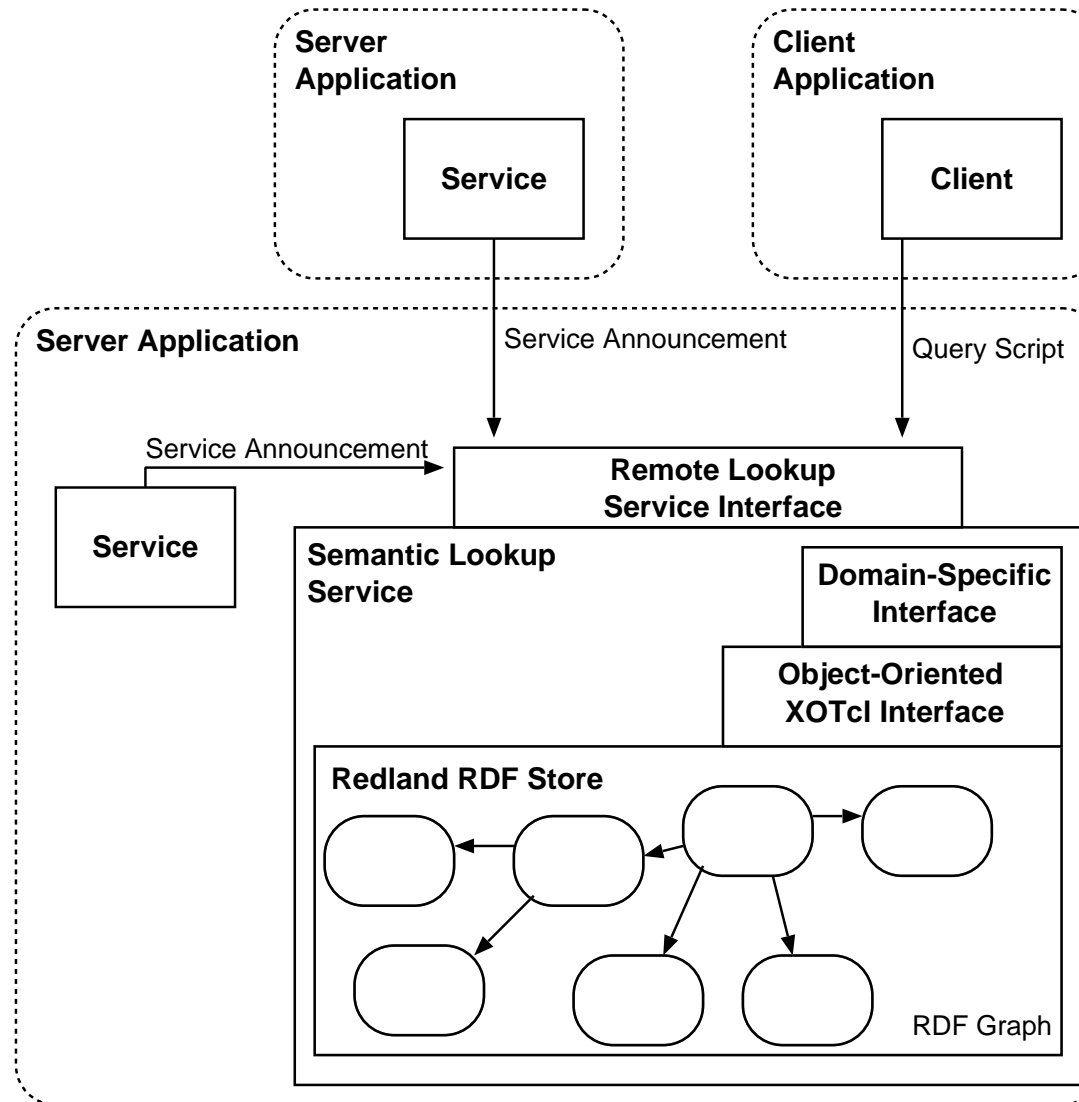 Server
Application
Service
Client
Application
Client
Server Application
Service Announcement
Query Script
Service Announcement
Service
Remote Lookup
Service Interface
Semantic Lookup
Service
Domain-Specific
Interface
Object-Oriented
XOTcl Interface
Redland RDF Store
RDF Graph